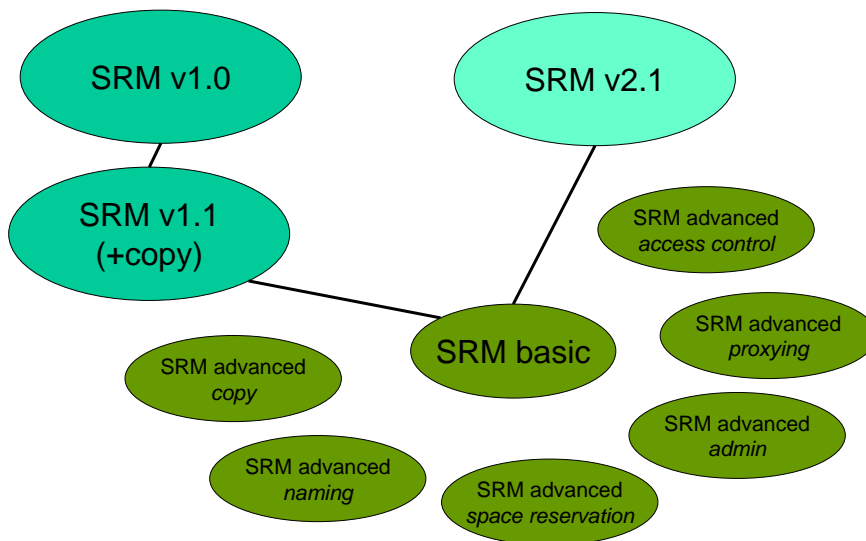 SRM v1.0
SRM v2.1
SRM v1.1
(+copy)
SRM advanced
access control
SRM advanced
proxying
SRM basic
SRM advanced
copy
SRM advanced
admin
SRM advanced
naming
SRM advanced
space reservation